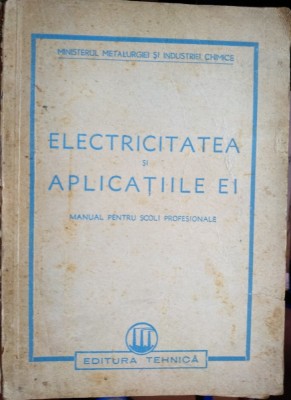 MINISTERUL METALURGIEI ȘI INDUSTRIEI CHIMICE
ELECTRICITATEA
ȘI
APLICAȚIILE EI
MANUAL PENTRU ȘCOLI PROFESIONALE
EDITURA TEHNICĂ